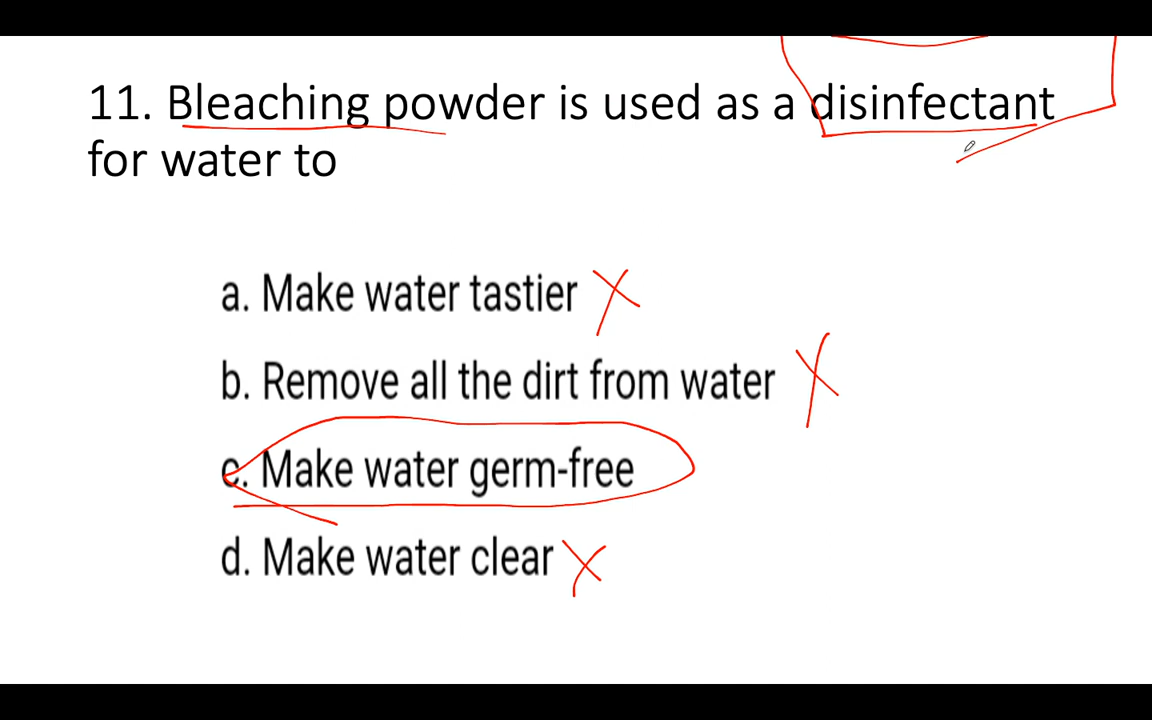 11. Bleaching powder is used as a disinfectant
for water to
a. Make water tastier
b. Remove all the dirt from water
c. Make water germ-free
d. Make water clear